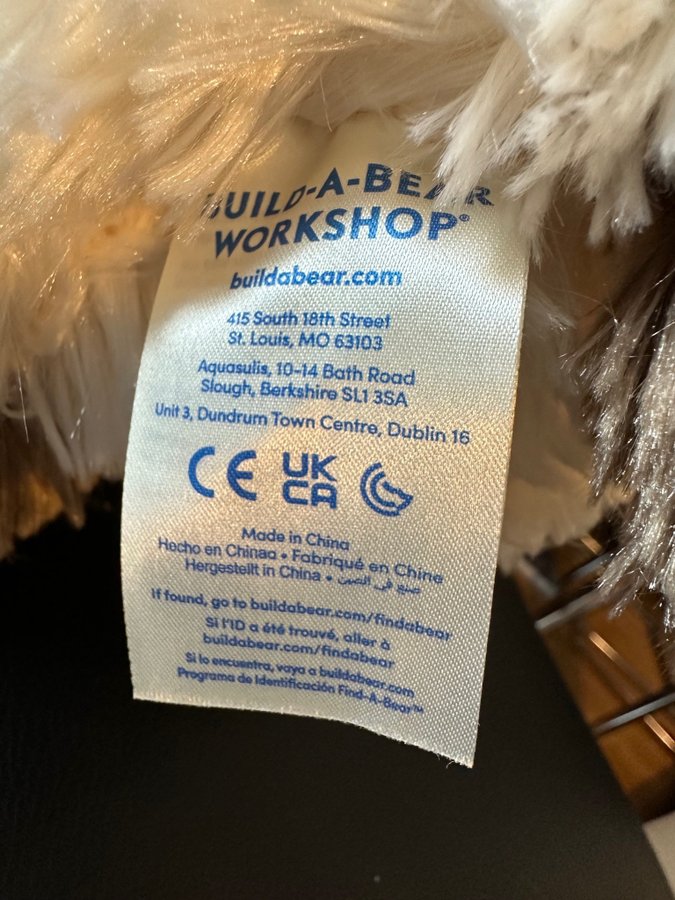 BUILD-A-BEAR
WORKSHOP®
buildabear.com
415 South 18th Street
St. Louis, MO 63103
Aquasulis, 10-14 Bath Road
Slough, Berkshire SL1 3SA
Unit 3, Dundrum Town Centre, Dublin 16
CE UK
CA
Made in China
Hecho en Chinaa • Fabriqué en Chine
Hergestellt in China • صنع في الصين
If found, go to buildabear.com/findabear
Si l'ID a été trouvé, aller à
buildabear.com/findabear
Si lo encuentra, vaya a buildabear.com
Programa de Identificación Find-A-Bear™